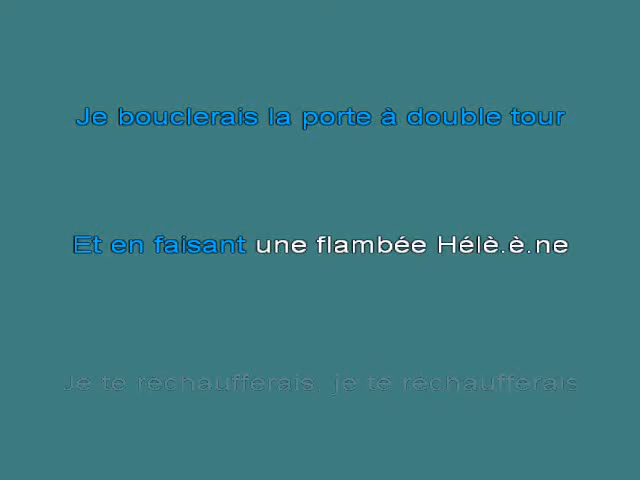 Je bouclerais la porte à double tour
Et en faisant une flambée Hélè.è.ne
Je te réchaufferais, je te réchaufferais